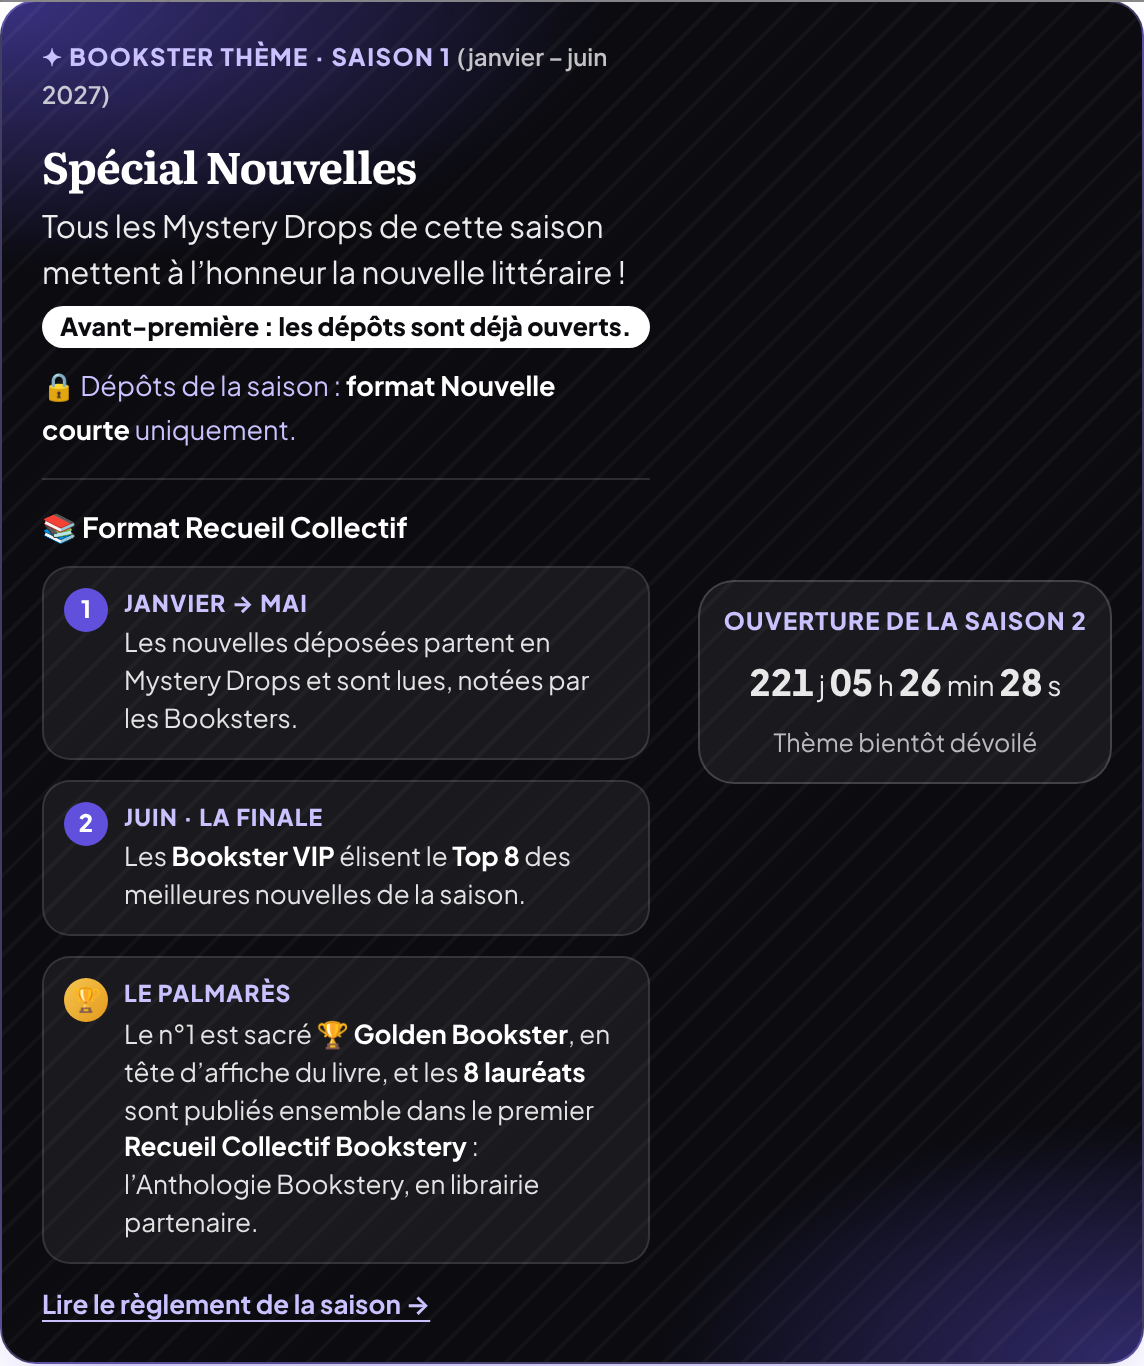 ✦ BOOKSTER THÈME · SAISON 1 (janvier – juin
2027)
Spécial Nouvelles
Tous les Mystery Drops de cette saison
mettent à l’honneur la nouvelle littéraire !
Avant-première : les dépôts sont déjà ouverts.
🔒 Dépôts de la saison : format Nouvelle
courte uniquement.
📚 Format Recueil Collectif
1 JANVIER → MAI
Les nouvelles déposées partent en
Mystery Drops et sont lues, notées par
les Booksters.
2 JUIN · LA FINALE
Les Bookster VIP élisent le Top 8 des
meilleures nouvelles de la saison.
🏆 LE PALMARÈS
Le n°1 est sacré 🏆 Golden Bookster, en
tête d’affiche du livre, et les 8 lauréats
sont publiés ensemble dans le premier
Recueil Collectif Bookstery :
l’Anthologie Bookstery, en librairie
partenaire.
Lire le règlement de la saison →
OUVERTURE DE LA SAISON 2
221 j 05 h 26 min 28 s
Thème bientôt dévoilé